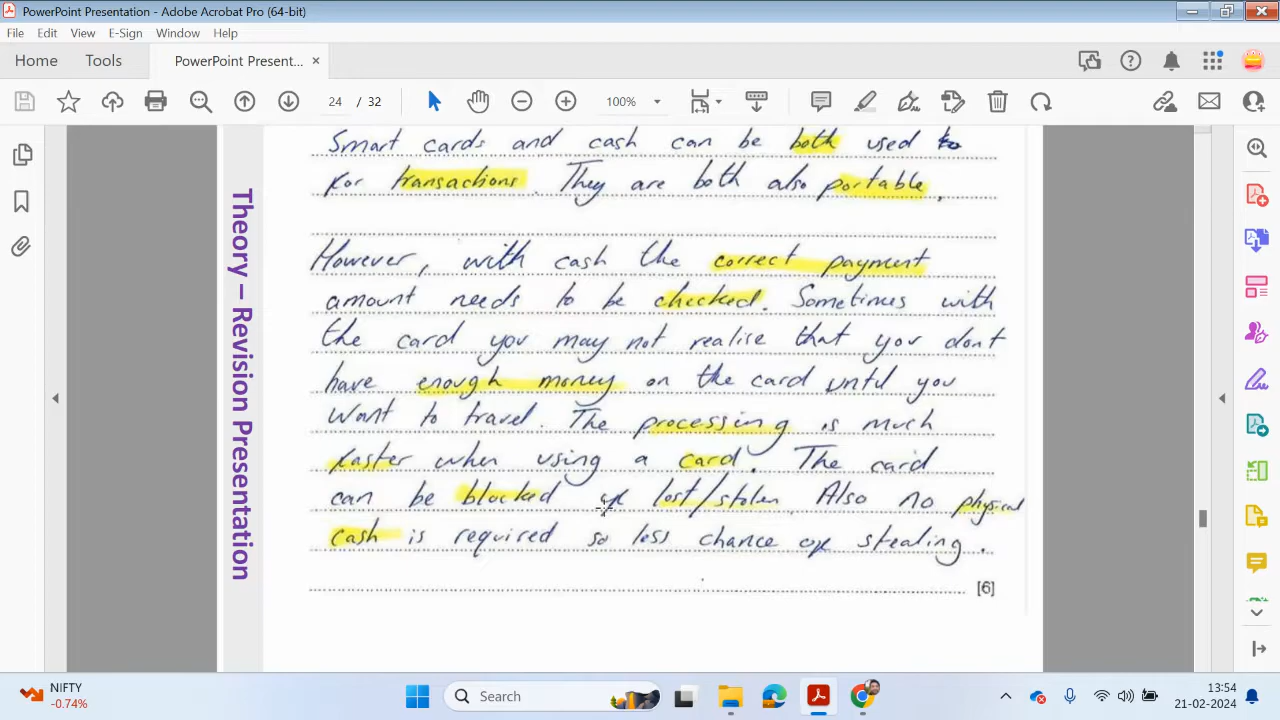 PowerPoint Presentation - Adobe Acrobat Pro (64-bit)
File Edit View E-Sign Window Help
Home Tools PowerPoint Present... ×
24 / 32 100%
Smart cards and cash can be both used to
for transactions. They are both also portable.
However, with cash the correct payment
amount needs to be checked. Sometimes with
the card you may not realise that you dont
have enough money on the card until you
want to travel. The processing is much
faster when using a card. The card
can be blocked if lost/stolen. Also no physical
cash is required so less chance of stealing.
[6]
Theory – Revision Presentation
NIFTY
-0.74%
Search
13:54
21-02-2024